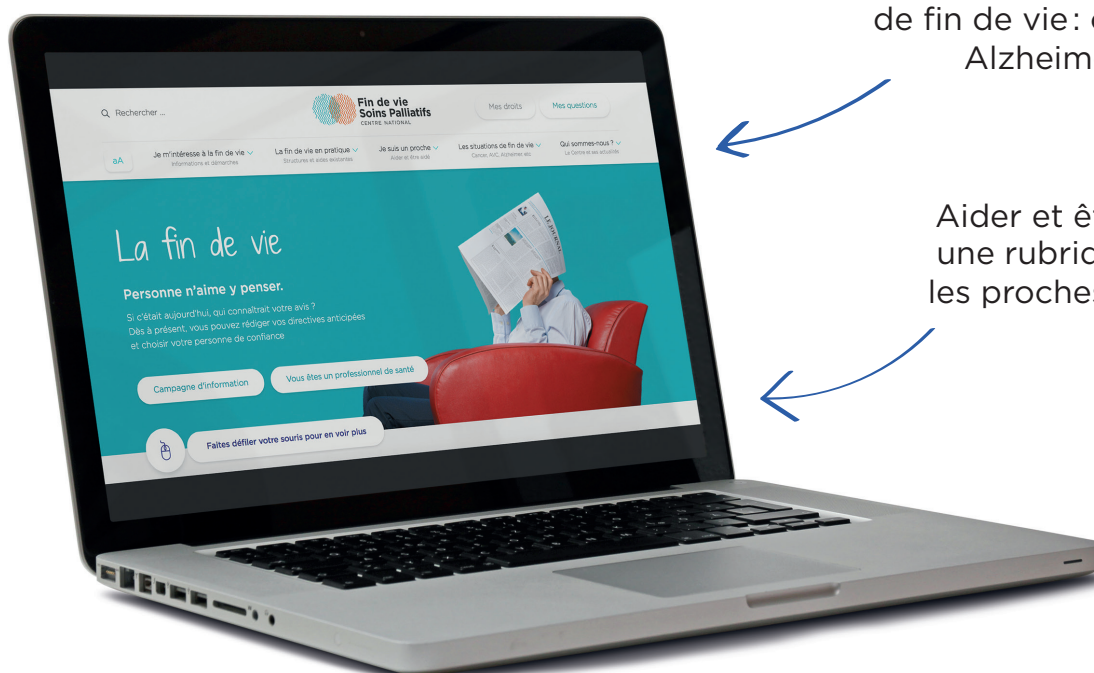 de fin de vie :
Alzheim
Rechercher ...
Fin de vie
Soins Palliatifs
CENTRE NATIONAL
Mes droits
Mes questions
aA
Je m'intéresse à la fin de vie
Informations et démarches
La fin de vie en pratique
Structures et aides existantes
Je suis un proche
Aider et être aidé
Les situations de fin de vie
Cancer, AVC, Alzheimer etc.
Qui sommes-nous ?
Le Centre et ses actualités
LE JOURNAL
La fin de vie
Personne n'aime y penser.
Si c'était aujourd'hui, qui connaîtrait votre avis ?
Dès à présent, vous pouvez rédiger vos directives anticipées
et choisir votre personne de confiance
Campagne d'information
Vous êtes un professionnel de santé
Faites défiler votre souris pour en voir plus
Aider et ê
une rubri
les proches